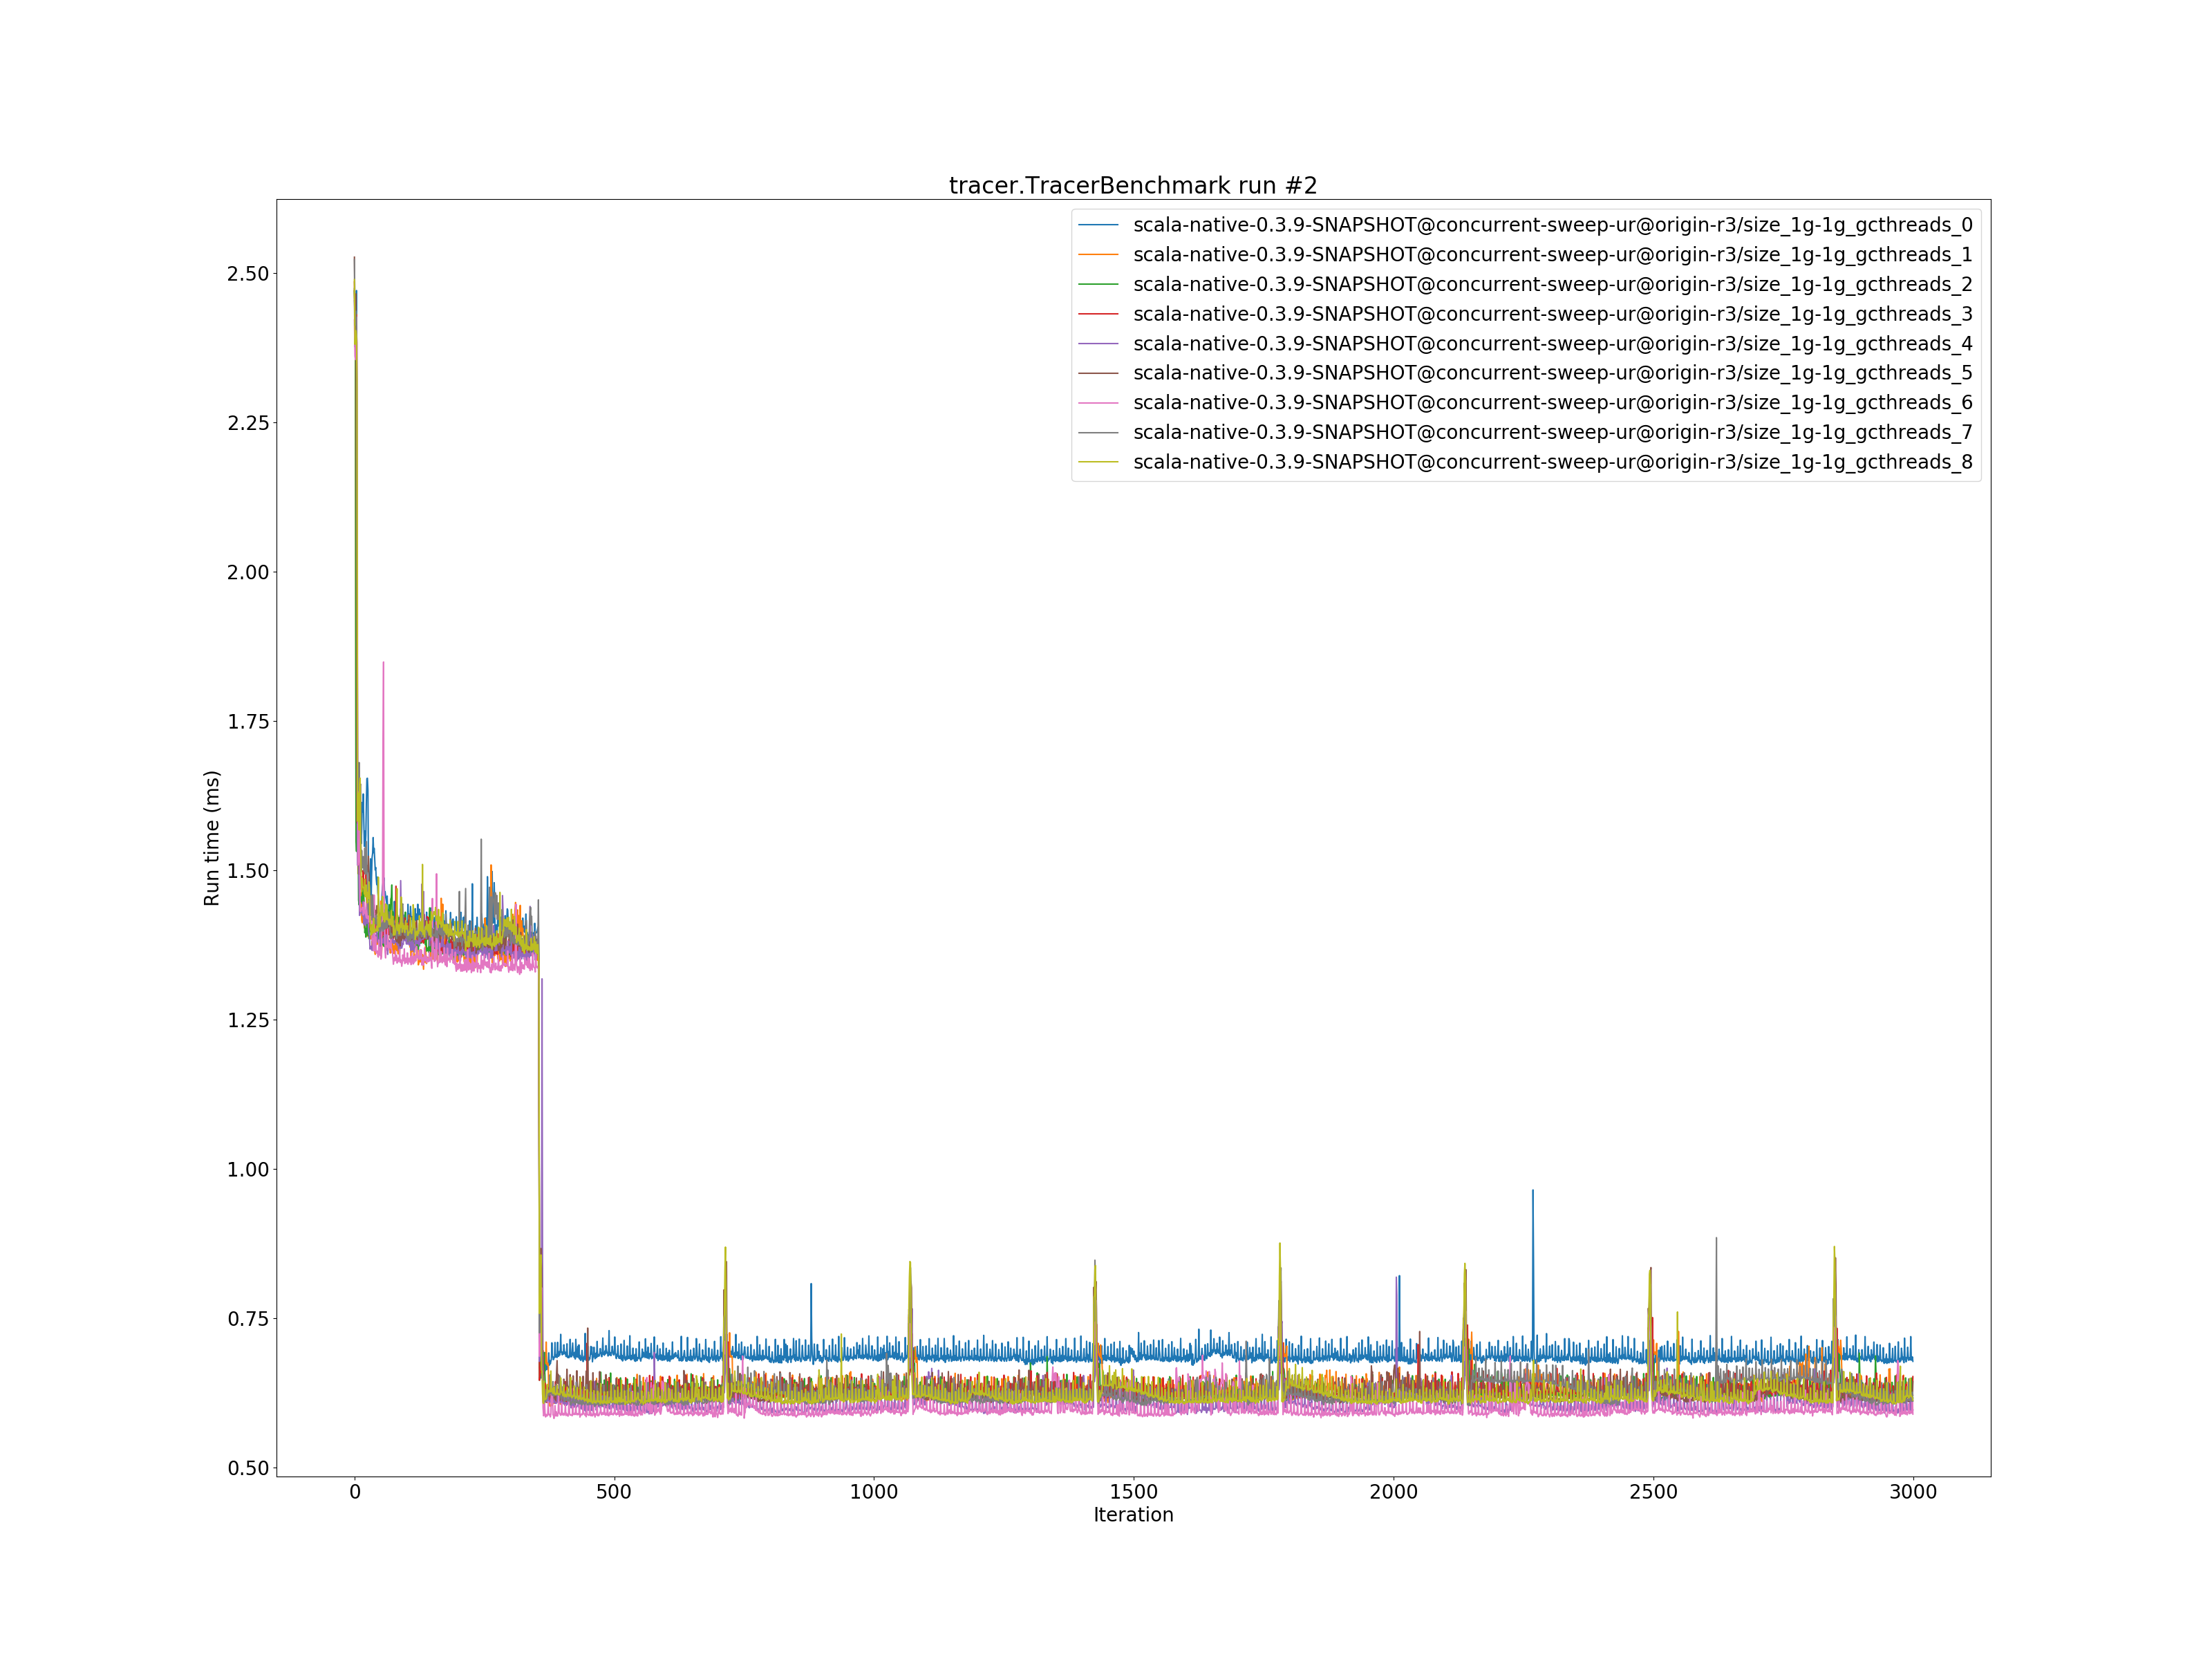 tracer.TracerBenchmark run #2
scala-native-0.3.9-SNAPSHOT@concurrent-sweep-ur@origin-r3/size_1g-1g_gcthreads_0
scala-native-0.3.9-SNAPSHOT@concurrent-sweep-ur@origin-r3/size_1g-1g_gcthreads_1
scala-native-0.3.9-SNAPSHOT@concurrent-sweep-ur@origin-r3/size_1g-1g_gcthreads_2
scala-native-0.3.9-SNAPSHOT@concurrent-sweep-ur@origin-r3/size_1g-1g_gcthreads_3
scala-native-0.3.9-SNAPSHOT@concurrent-sweep-ur@origin-r3/size_1g-1g_gcthreads_4
scala-native-0.3.9-SNAPSHOT@concurrent-sweep-ur@origin-r3/size_1g-1g_gcthreads_5
scala-native-0.3.9-SNAPSHOT@concurrent-sweep-ur@origin-r3/size_1g-1g_gcthreads_6
scala-native-0.3.9-SNAPSHOT@concurrent-sweep-ur@origin-r3/size_1g-1g_gcthreads_7
scala-native-0.3.9-SNAPSHOT@concurrent-sweep-ur@origin-r3/size_1g-1g_gcthreads_8
2.50
2.25
2.00
1.75
1.50
1.25
1.00
0.75
0.50
Run time (ms)
0 500 1000 1500 2000 2500 3000
Iteration